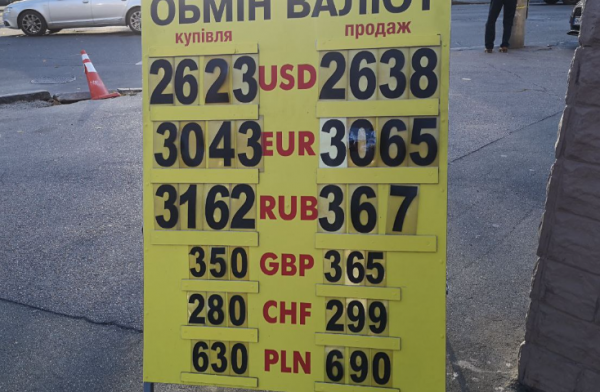 ОБМІН ВАЛЮТ
купівля продаж
2623 USD 2638
3043 EUR 3065
3162 RUB 367
350 GBP 365
280 CHF 299
630 PLN 690